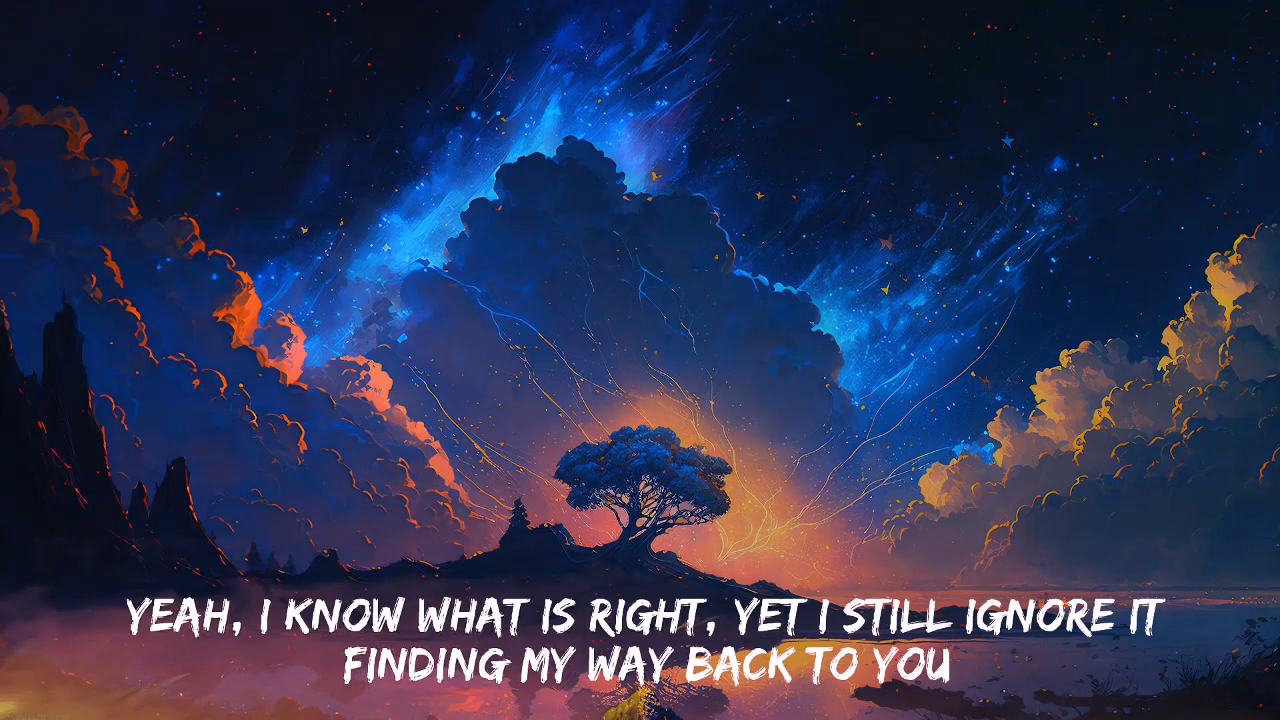 YEAH, I KNOW WHAT IS RIGHT, YET I STILL IGNORE IT
FINDING MY WAY BACK TO YOU